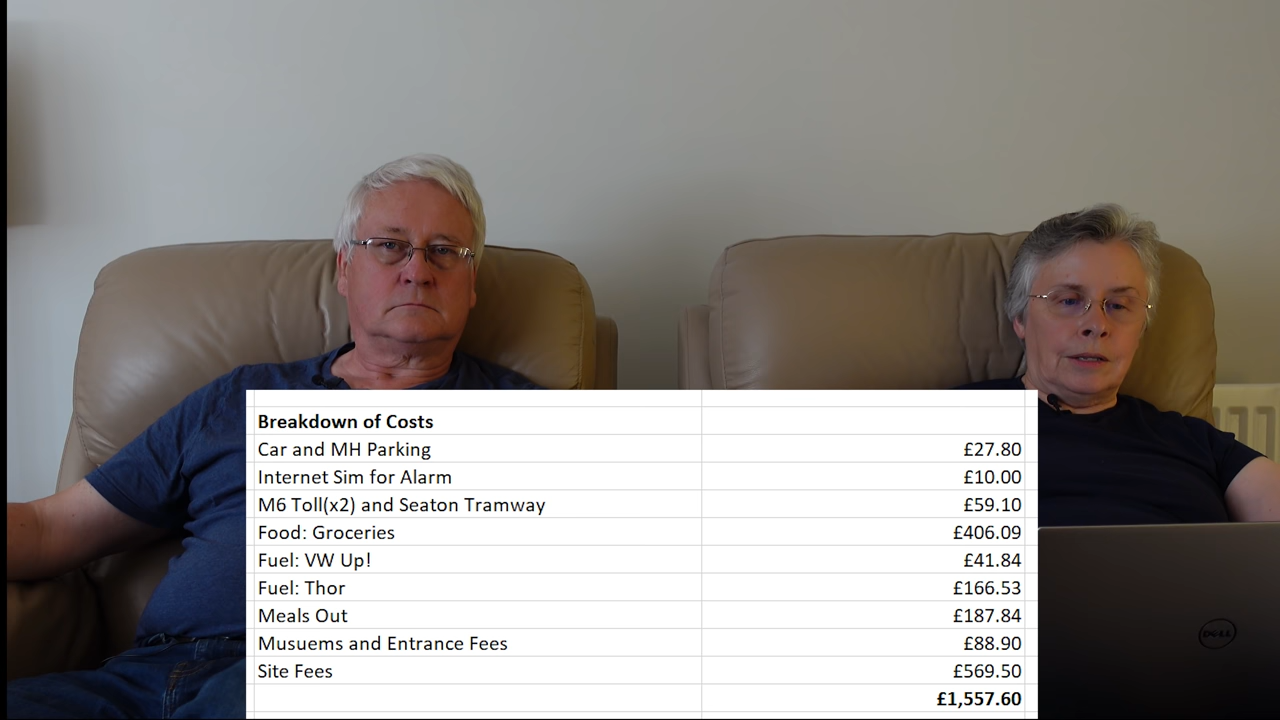 Breakdown of Costs
Car and MH Parking £27.80
Internet Sim for Alarm £10.00
M6 Toll(x2) and Seaton Tramway £59.10
Food: Groceries £406.09
Fuel: VW Up! £41.84
Fuel: Thor £166.53
Meals Out £187.84
Musuems and Entrance Fees £88.90
Site Fees £569.50
£1,557.60
DELL